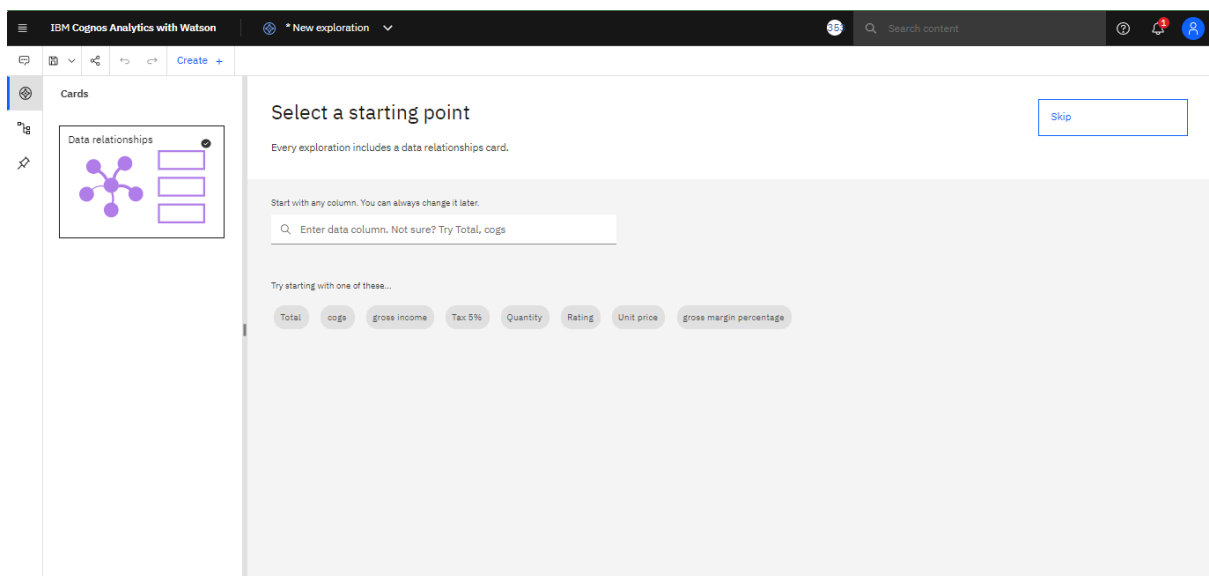 IBM Cognos Analytics with Watson
* New exploration
Search content
1
Create +
Cards
Data relationships
Select a starting point
Skip
Every exploration includes a data relationships card.
Start with any column. You can always change it later.
Enter data column. Not sure? Try Total, cogs
Try starting with one of these...
Total cogs gross income Tax 5% Quantity Rating Unit price gross margin percentage